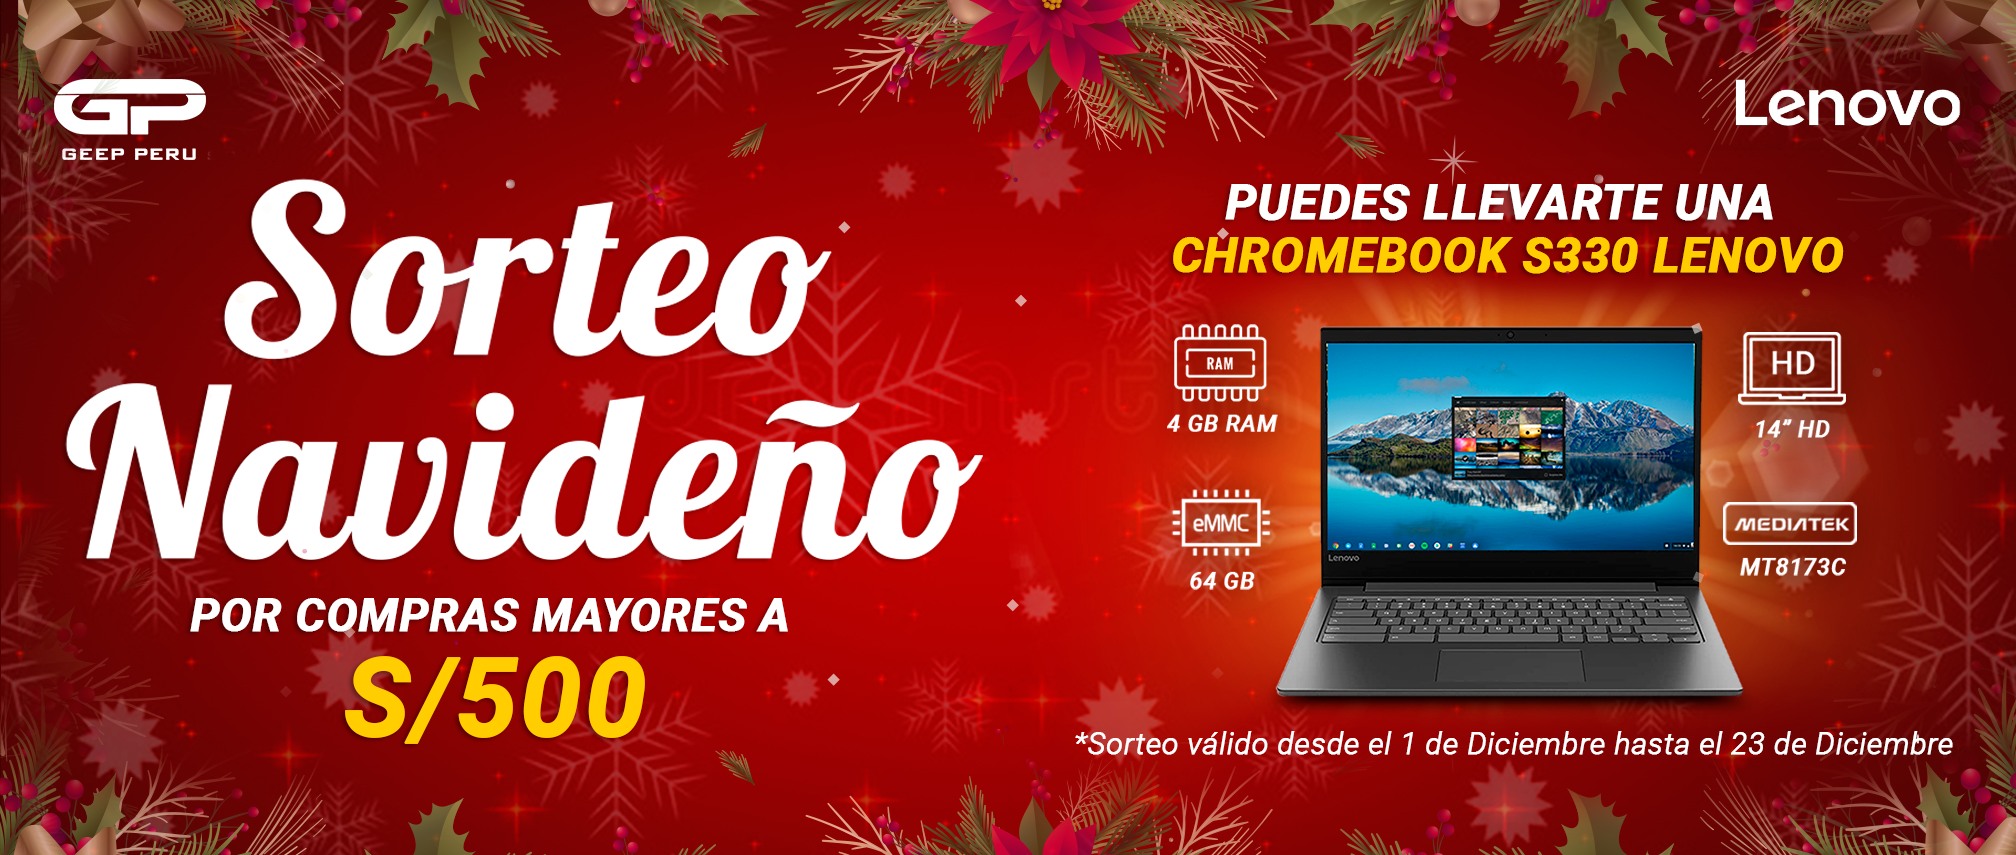 GP
GEEP PERU
Lenovo
Sorteo
Navideño
POR COMPRAS MAYORES A
S/500
PUEDES LLEVARTE UNA
CHROMEBOOK S330 LENOVO
RAM
4 GB RAM
eMMC
64 GB
HD
14” HD
MEDIATEK
MT8173C
Lenovo
*Sorteo válido desde el 1 de Diciembre hasta el 23 de Diciembre